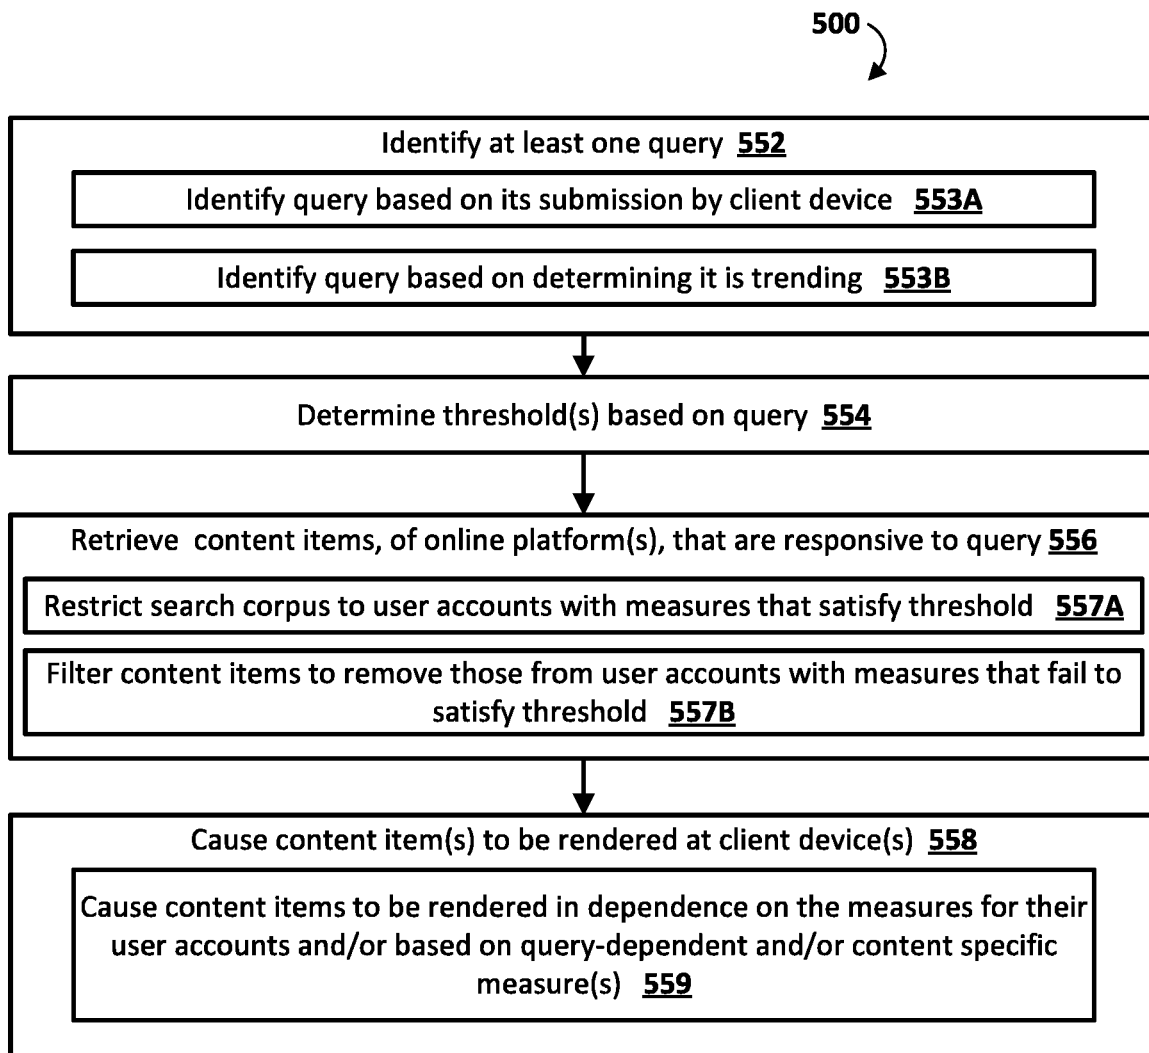 500
Identify at least one query 552
Identify query based on its submission by client device 553A
Identify query based on determining it is trending 553B
Determine threshold(s) based on query 554
Retrieve content items, of online platform(s), that are responsive to query 556
Restrict search corpus to user accounts with measures that satisfy threshold 557A
Filter content items to remove those from user accounts with measures that fail to
satisfy threshold 557B
Cause content item(s) to be rendered at client device(s) 558
Cause content items to be rendered in dependence on the measures for their
user accounts and/or based on query-dependent and/or content specific
measure(s) 559